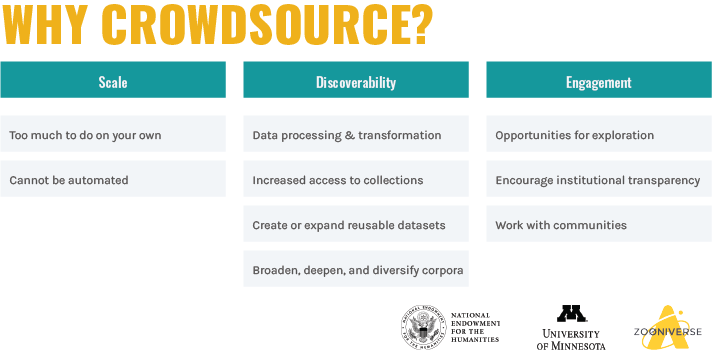 WHY CROWDSOURCE?
Scale
Too much to do on your own
Cannot be automated
Discoverability
Data processing & transformation
Increased access to collections
Create or expand reusable datasets
Broaden, deepen, and diversify corpora
Engagement
Opportunities for exploration
Encourage institutional transparency
Work with communities
NATIONAL
ENDOWMENT
FOR THE
HUMANITIES
UNIVERSITY
OF MINNESOTA
ZOONIVERSE